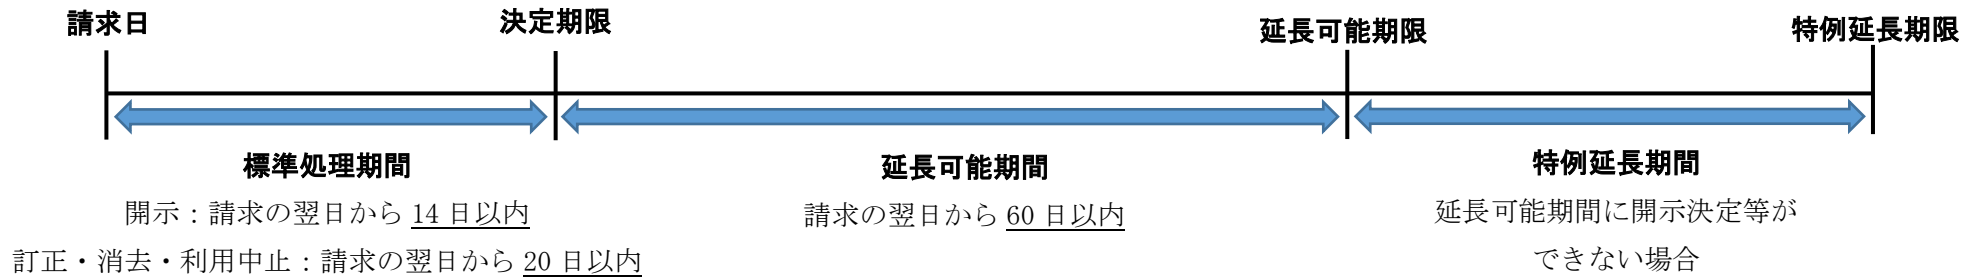 請求日
決定期限
延長可能期限
特例延長期限
標準処理期間
延長可能期間
特例延長期間
開示：請求の翌日から 14 日以内
請求の翌日から 60 日以内
延長可能期間に開示決定等が
訂正・消去・利用中止：請求の翌日から 20 日以内
できない場合